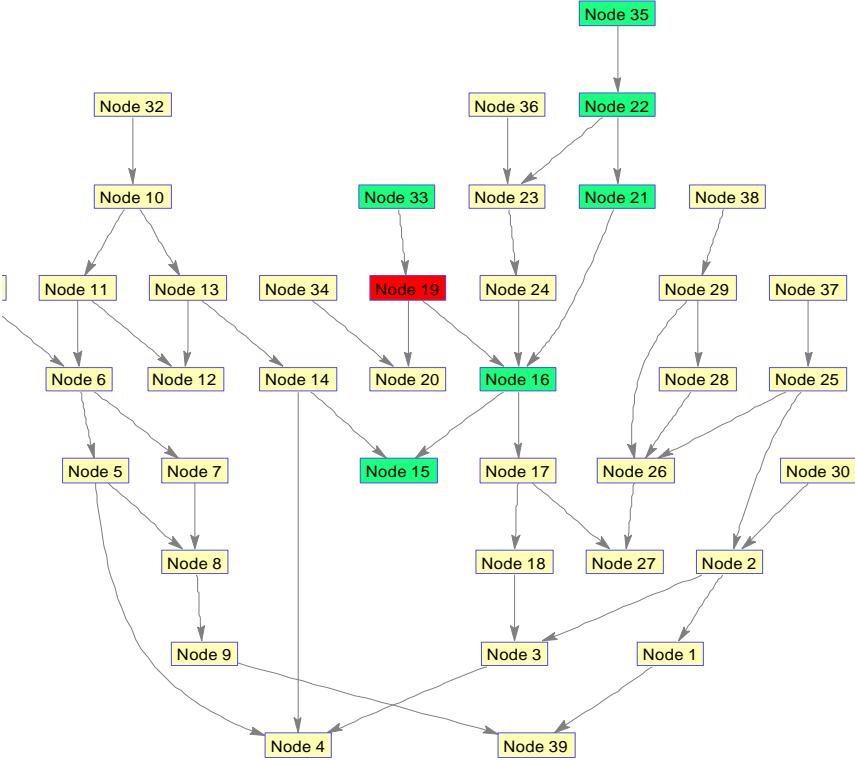 Node 35
Node 32
Node 36
Node 22
Node 10
Node 33
Node 23
Node 21
Node 38
Node 11
Node 13
Node 34
Node 19
Node 24
Node 29
Node 37
Node 6
Node 12
Node 14
Node 20
Node 16
Node 28
Node 25
Node 5
Node 7
Node 15
Node 17
Node 26
Node 30
Node 8
Node 18
Node 27
Node 2
Node 9
Node 3
Node 1
Node 4
Node 39